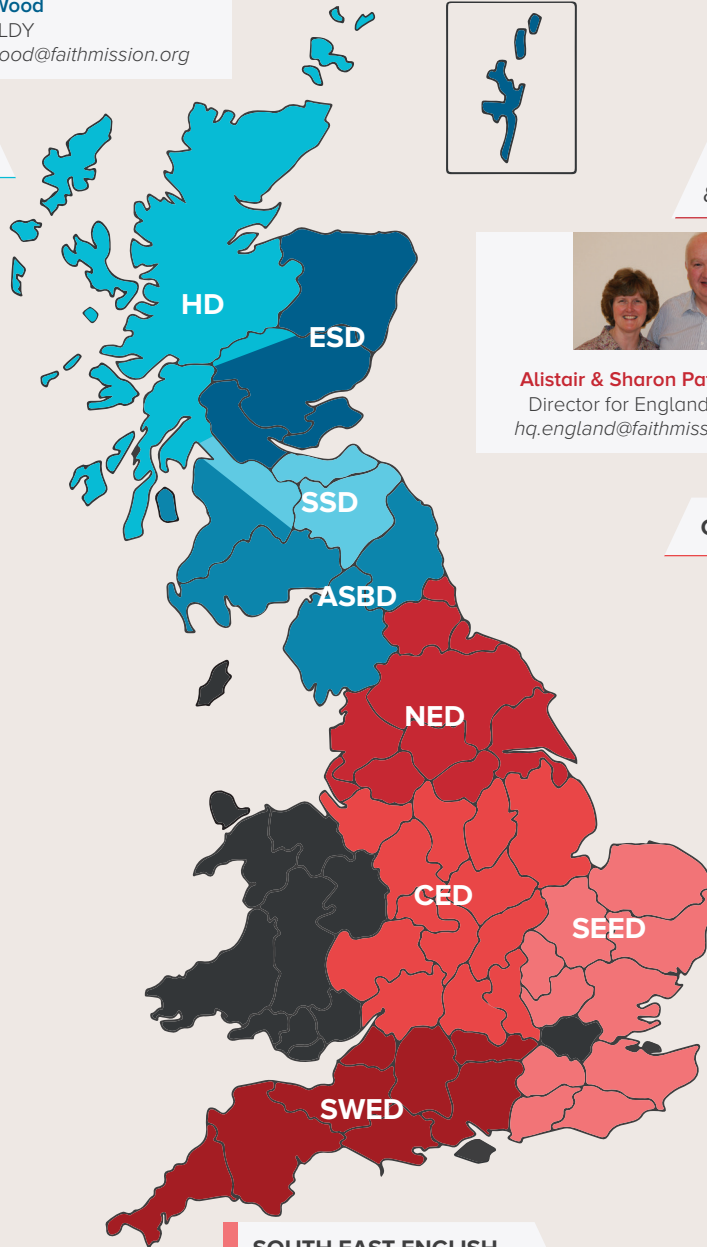 Wood
LDY
ood@faithmission.org
&
HD
ESD
Alistair & Sharon Pa
Director for England
hq.england@faithmiss
SSD
C
ASBD
NED
CED
SEED
SWED
SOUTH EAST ENGLISH